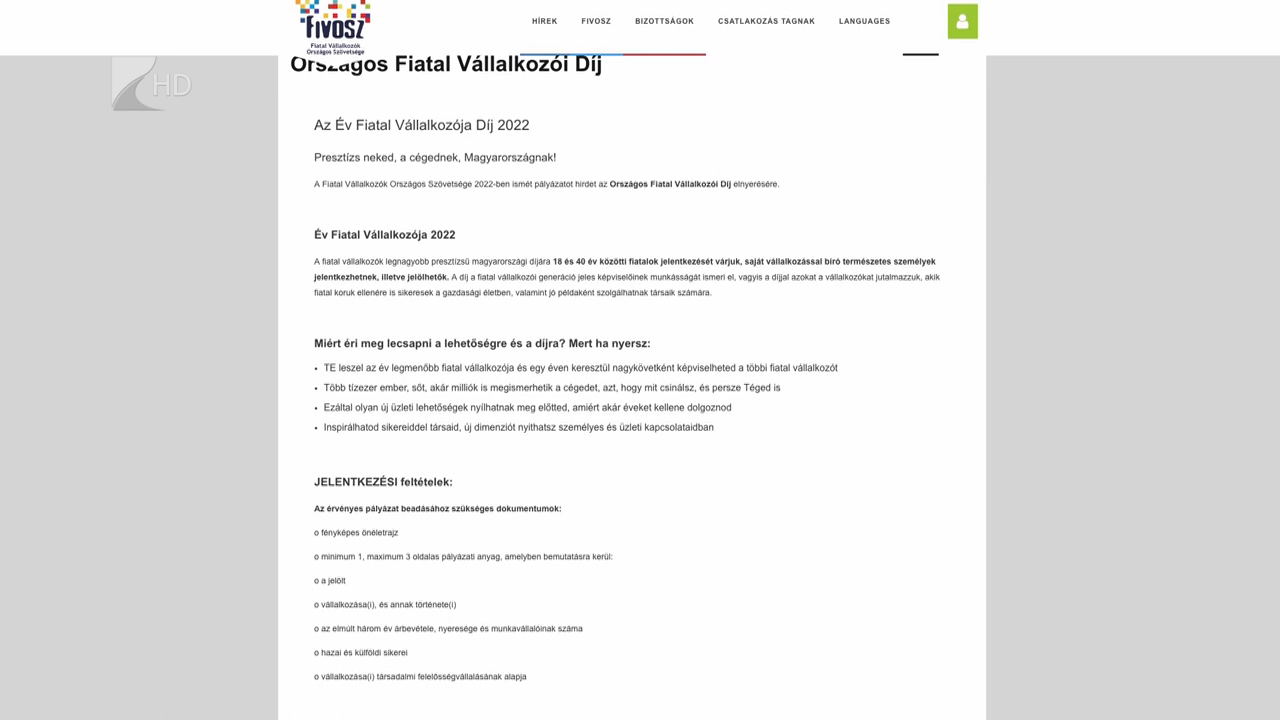 FIVOSZ
Fiatal Vállalkozók
Országos Szövetsége
HÍREK FIVOSZ BIZOTTSÁGOK CSATLAKOZÁS TAGNAK LANGUAGES
HD
Országos Fiatal Vállalkozói Díj
Az Év Fiatal Vállalkozója Díj 2022
Presztízs neked, a cégednek, Magyarországnak!
A Fiatal Vállalkozók Országos Szövetsége 2022-ben ismét pályázatot hirdet az Országos Fiatal Vállalkozói Díj elnyerésére.
Év Fiatal Vállalkozója 2022
A fiatal vállalkozók legnagyobb presztízsű magyarországi díjára 18 és 40 év közötti fiatalok jelentkezését várjuk, saját vállalkozással bíró természetes személyek
jelentkezhetnek, illetve jelölhetők. A díj a fiatal vállalkozói generáció jeles képviselőinek munkásságát ismeri el, vagyis a díjjal azokat a vállalkozókat jutalmazzuk, akik
fiatal koruk ellenére is sikeresek a gazdasági életben, valamint jó példaként szolgálhatnak társaik számára.
Miért éri meg lecsapni a lehetőségre és a díjra? Mert ha nyersz:
• TE leszel az év legmenőbb fiatal vállalkozója és egy éven keresztül nagykövetként képviselheted a többi fiatal vállalkozót
• Több tízezer ember, sőt, akár milliók is megismerhetik a cégedet, azt, hogy mit csinálsz, és persze Téged is
• Ezáltal olyan új üzleti lehetőségek nyílhatnak meg előtted, amiért akár éveket kellene dolgoznod
• Inspirálhatod sikereiddel társaid, új dimenziót nyithatsz személyes és üzleti kapcsolataidban
JELENTKEZÉSI feltételek:
Az érvényes pályázat beadásához szükséges dokumentumok:
o fényképes önéletrajz
o minimum 1, maximum 3 oldalas pályázati anyag, amelyben bemutatásra kerül:
o a jelölt
o vállalkozása(i), és annak története(i)
o az elmúlt három év árbevétele, nyeresége és munkavállalóinak száma
o hazai és külföldi sikerei
o vállalkozása(i) társadalmi felelősségvállalásának alapja